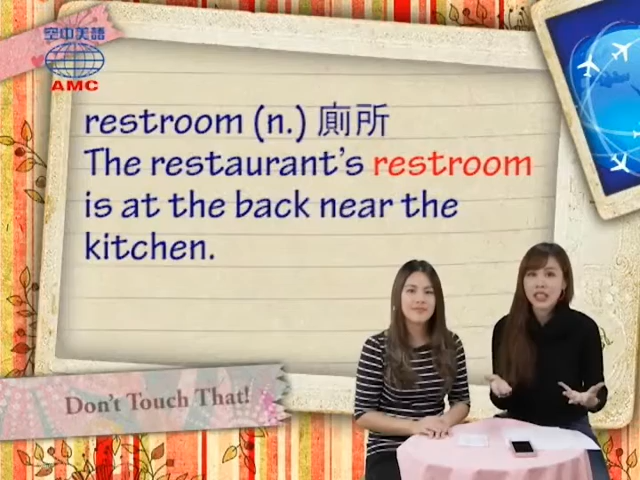 空中美語
AMC
restroom (n.) 廁所
The restaurant's restroom
is at the back near the
kitchen.
Don't Touch That!